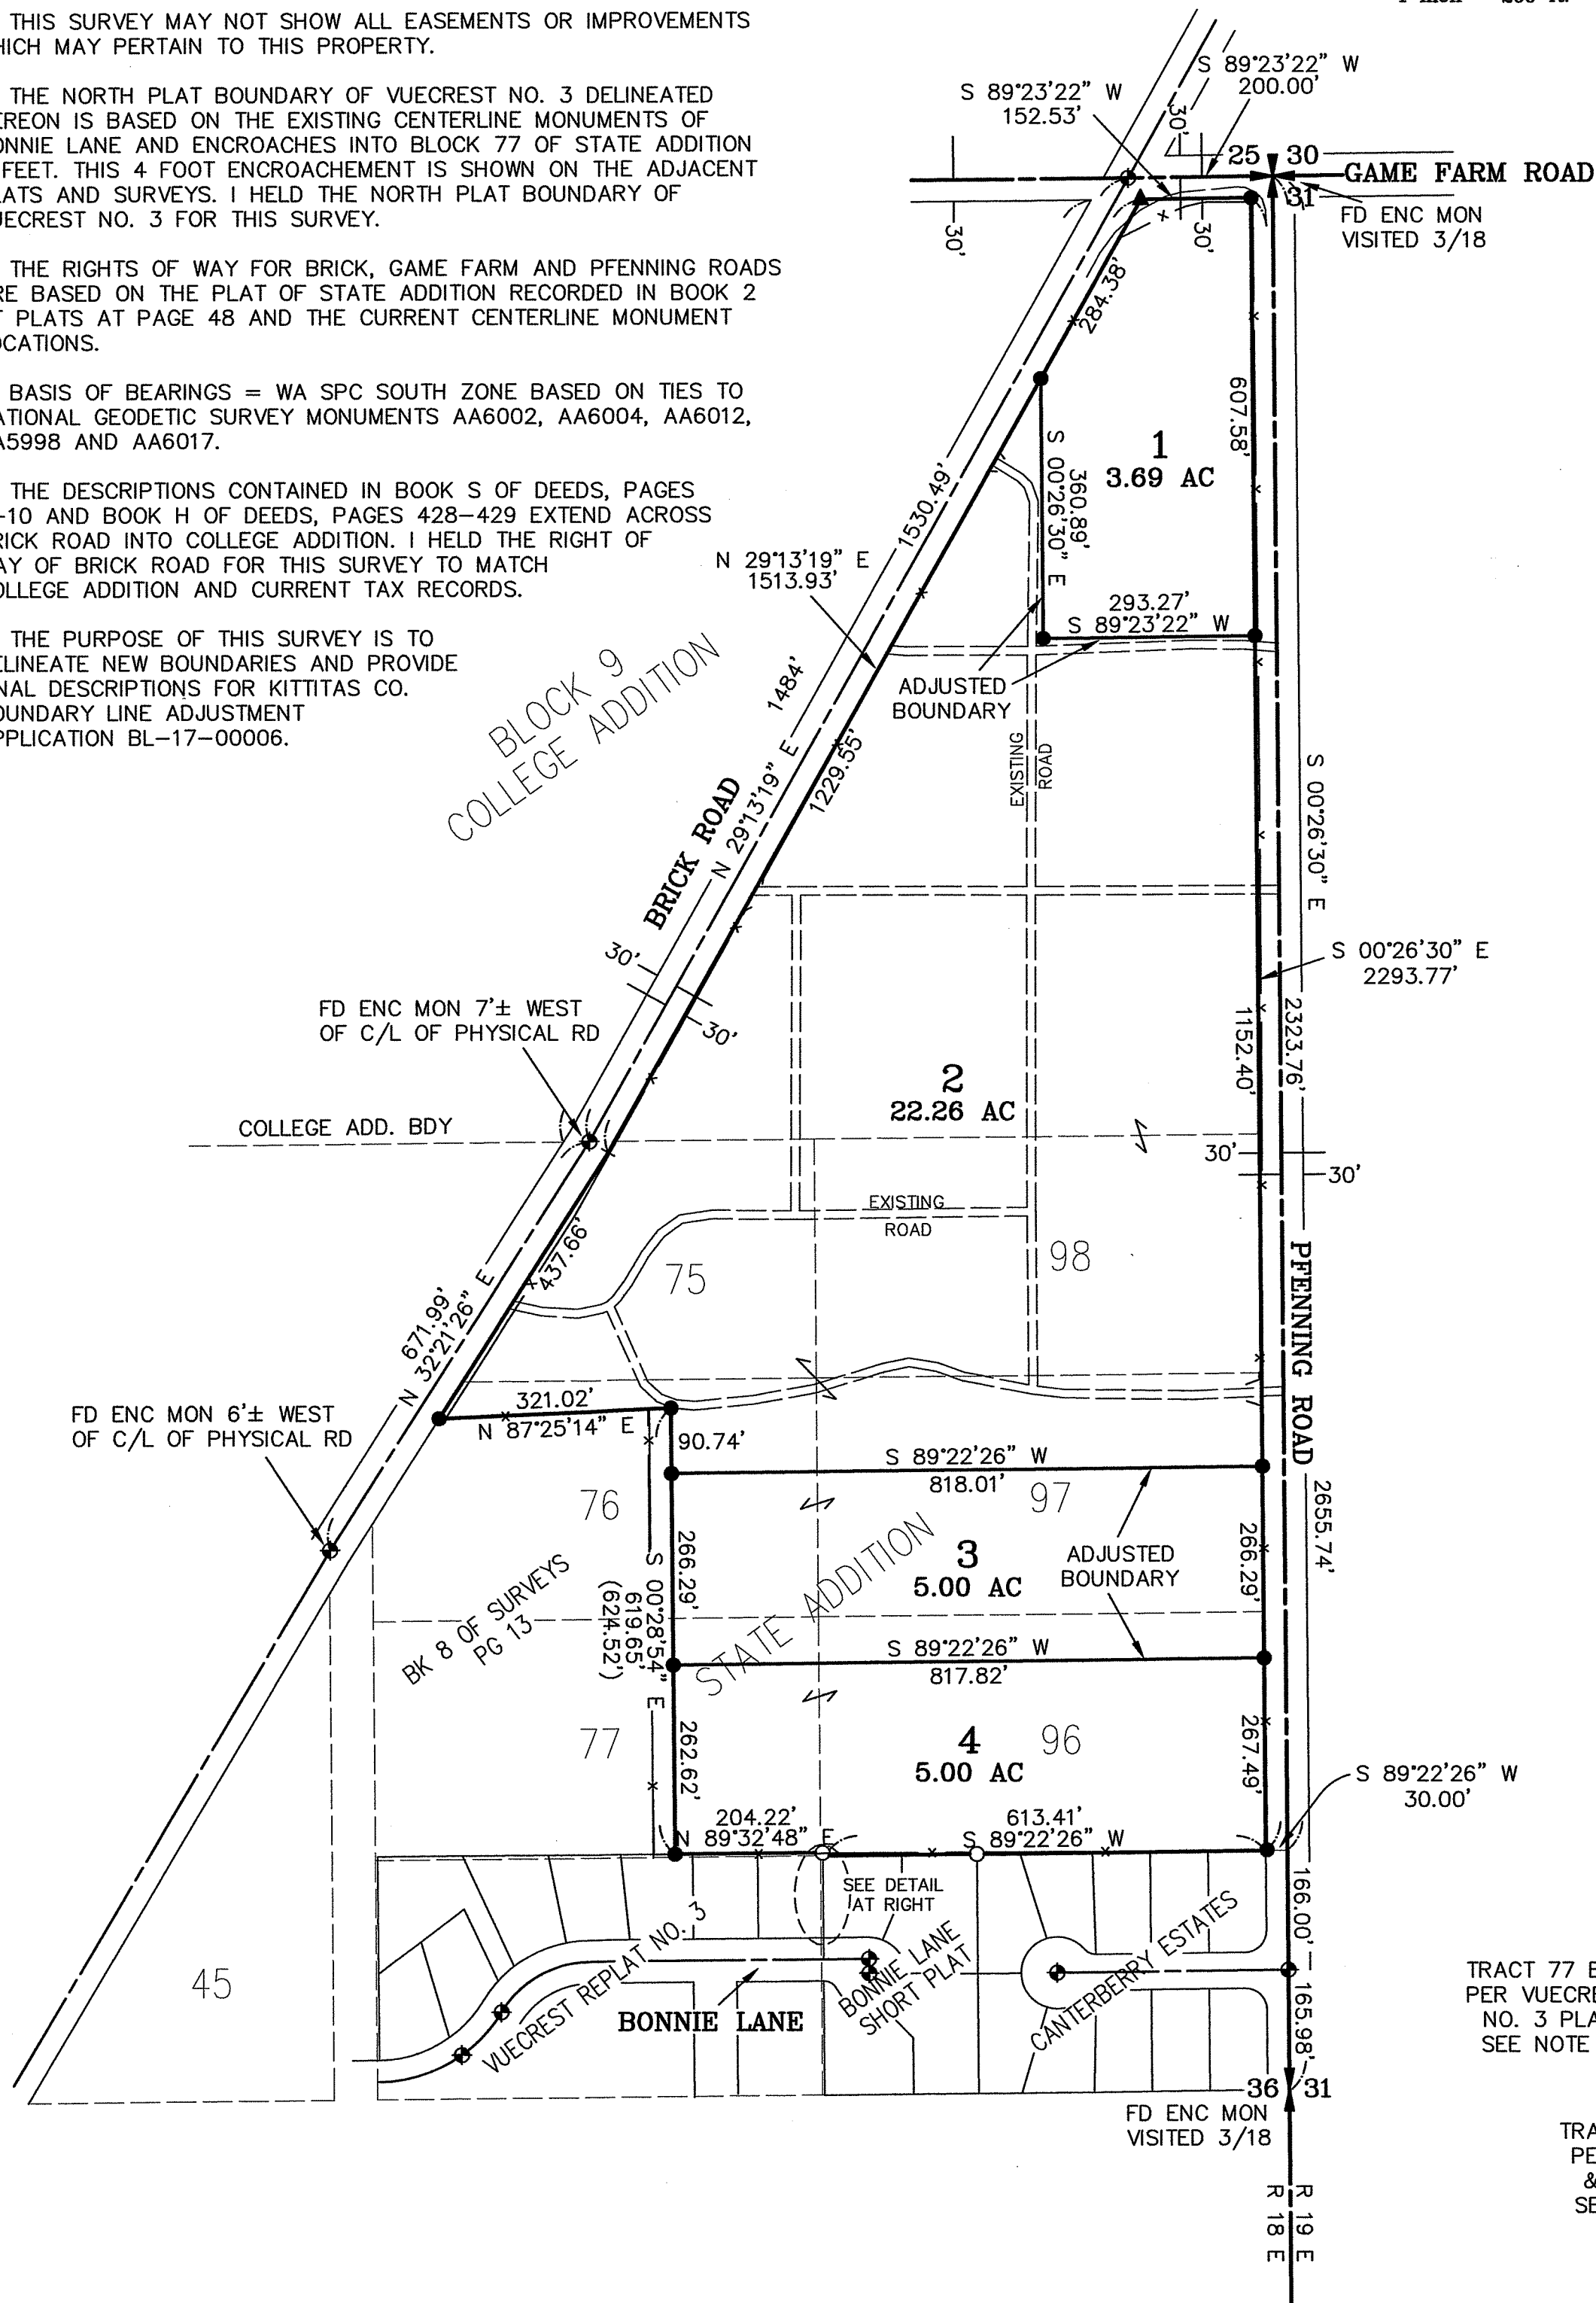 THIS SURVEY MAY NOT SHOW ALL EASEMENTS OR IMPROVEMENTS
HICH MAY PERTAIN TO THIS PROPERTY.
THE NORTH PLAT BOUNDARY OF VUECREST NO. 3 DELINEATED
EREON IS BASED ON THE EXISTING CENTERLINE MONUMENTS OF
ONNIE LANE AND ENCROACHES INTO BLOCK 77 OF STATE ADDITION
FEET. THIS 4 FOOT ENCROACHEMENT IS SHOWN ON THE ADJACENT
ATS AND SURVEYS. I HELD THE NORTH PLAT BOUNDARY OF
UECREST NO. 3 FOR THIS SURVEY.
THE RIGHTS OF WAY FOR BRICK, GAME FARM AND PFENNING ROADS
RE BASED ON THE PLAT OF STATE ADDITION RECORDED IN BOOK 2
F PLATS AT PAGE 48 AND THE CURRENT CENTERLINE MONUMENT
OCATIONS.
BASIS OF BEARINGS = WA SPC SOUTH ZONE BASED ON TIES TO
ATIONAL GEODETIC SURVEY MONUMENTS AA6002, AA6004, AA6012,
A5998 AND AA6017.
THE DESCRIPTIONS CONTAINED IN BOOK S OF DEEDS, PAGES
-10 AND BOOK H OF DEEDS, PAGES 428-429 EXTEND ACROSS
RICK ROAD INTO COLLEGE ADDITION. I HELD THE RIGHT OF
AY OF BRICK ROAD FOR THIS SURVEY TO MATCH
OLLEGE ADDITION AND CURRENT TAX RECORDS.
THE PURPOSE OF THIS SURVEY IS TO
ELINEATE NEW BOUNDARIES AND PROVIDE
NAL DESCRIPTIONS FOR KITTITAS CO.
OUNDARY LINE ADJUSTMENT
PPLICATION BL-17-00006.
S 89°23'22" W
200.00'
S 89°23'22" W
152.53'
30'
25 30
GAME FARM ROAD
31
FD ENC MON
VISITED 3/18
30'
30'
284.38'
607.58'
1
3.69 AC
S 00°26'30" E
360.89'
1530.49'
N 29°13'19" E
1513.93'
293.27'
S 89°23'22" W
ADJUSTED
BOUNDARY
BLOCK 9
COLLEGE ADDITION
1484'
N 29°13'19" E
1229.55'
EXISTING
ROAD
S 00°26'30" E
BRICK ROAD
30'
30'
S 00°26'30" E
2293.77'
2323.76'
1152.40'
FD ENC MON 7'± WEST
OF C/L OF PHYSICAL RD
2
22.26 AC
COLLEGE ADD. BDY
30'
30'
EXISTING
ROAD
437.66'
75
98
PFENNING ROAD
671.99'
N 32°21'26" E
321.02'
N 87°25'14" E
FD ENC MON 6'± WEST
OF C/L OF PHYSICAL RD
90.74'
S 89°22'26" W
818.01'
97
76
2655.74'
266.29'
3
5.00 AC
ADJUSTED
BOUNDARY
266.29'
S 00°28'54" E
619.65'
(624.52')
BK 8 OF SURVEYS
PG 13
STATE ADDITION
S 89°22'26" W
817.82'
77
262.62'
4
5.00 AC
96
267.49'
S 89°22'26" W
30.00'
204.22'
N 89°32'48" E
613.41'
S 89°22'26" W
SEE DETAIL
AT RIGHT
166.00'
45
VUECREST REPLAT NO. 3
BONNIE LANE
BONNIE LANE
SHORT PLAT
CANTERBERRY ESTATES
165.98'
TRACT 77
PER VUECRE
NO. 3 PLA
SEE NOTE
36 31
FD ENC MON
VISITED 3/18
TRA
PE
&
SE
R 19 E
R 18 E